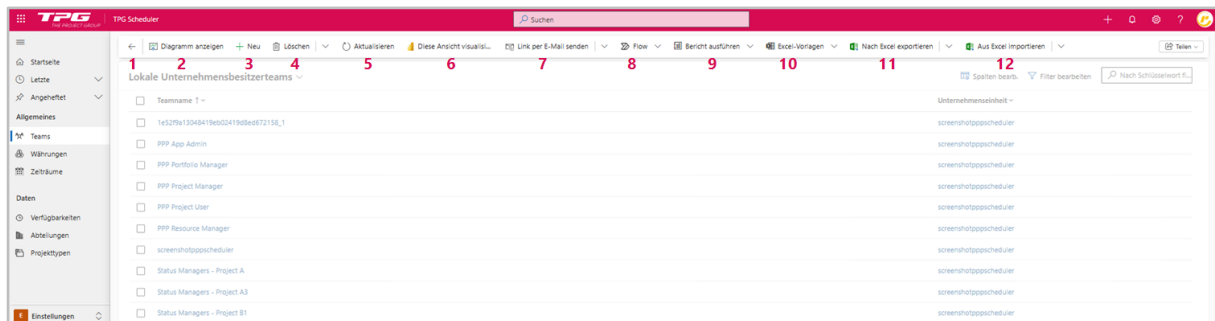 TPG
THE PROJECT GROUP
TPG Scheduler
Suchen
Diagramm anzeigen
Neu
Löschen
Aktualisieren
Diese Ansicht visualisi...
Link per E-Mail senden
Flow
Bericht ausführen
Excel-Vorlagen
Nach Excel exportieren
Aus Excel importieren
Teilen
1 2 3 4 5 6 7 8 9 10 11 12
Startseite
Letzte
Angeheftet
Allgemeines
Teams
Währungen
Zeiträume
Daten
Verfügbarkeiten
Abteilungen
Projekttypen
E Einstellungen
Lokale Unternehmensbesitzerteams
Spalten bearb.
Filter bearbeiten
Nach Schlüsselwort fi...
Teamname ↑ Unternehmenseinheit
1e52f9a13048419eb02419d8ed672158_1 screenshotpppscheduler
PPP App Admin screenshotpppscheduler
PPP Portfolio Manager screenshotpppscheduler
PPP Project Manager screenshotpppscheduler
PPP Project User screenshotpppscheduler
PPP Resource Manager screenshotpppscheduler
screenshotpppscheduler screenshotpppscheduler
Status Managers - Project A screenshotpppscheduler
Status Managers - Project A3 screenshotpppscheduler
Status Managers - Project B1 screenshotpppscheduler